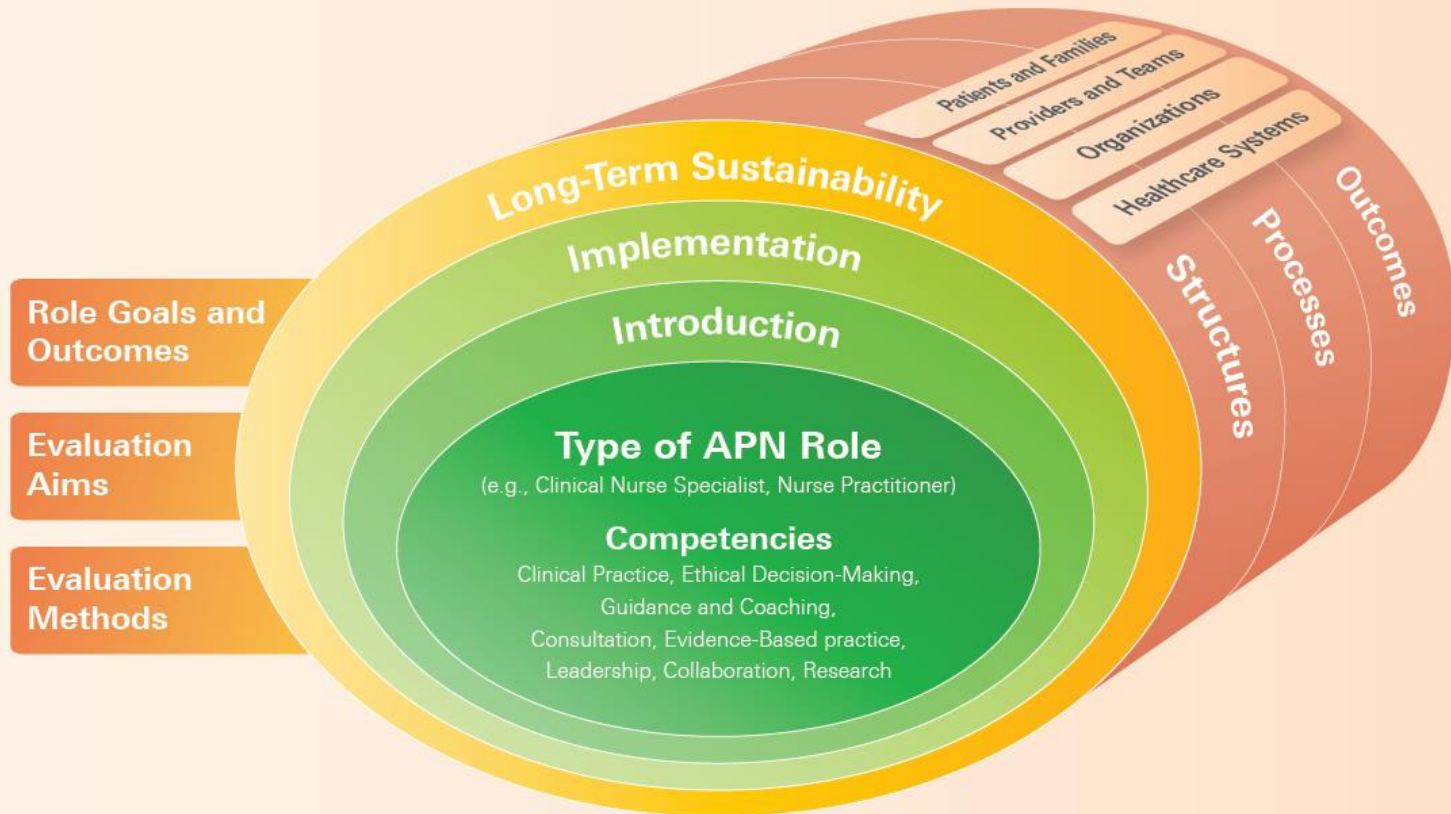 Patients and Families
Providers and Teams
Organizations
Healthcare Systems
Outcomes
Processes
Structures
Long-Term Sustainability
Implementation
Introduction
Role Goals and
Outcomes
Evaluation
Aims
Evaluation
Methods
Type of APN Role
(e.g., Clinical Nurse Specialist, Nurse Practitioner)
Competencies
Clinical Practice, Ethical Decision-Making,
Guidance and Coaching,
Consultation, Evidence-Based practice,
Leadership, Collaboration, Research